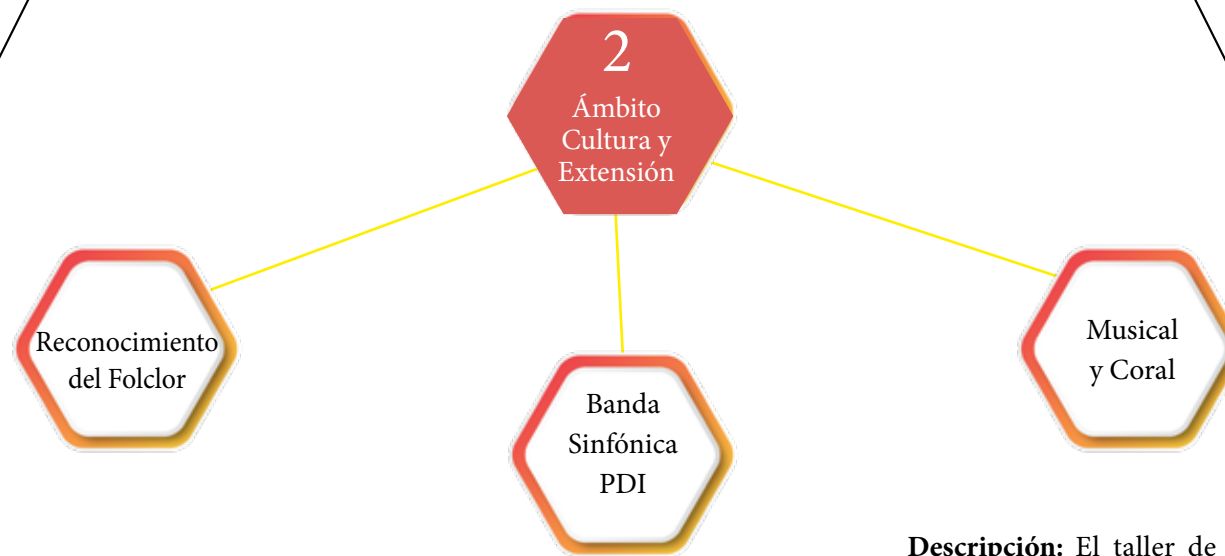 2
Ámbito
Cultura y
Extensión
Reconocimiento
del Folclor
Banda
Sinfónica
PDI
Musical
y Coral
Descripción: El taller de